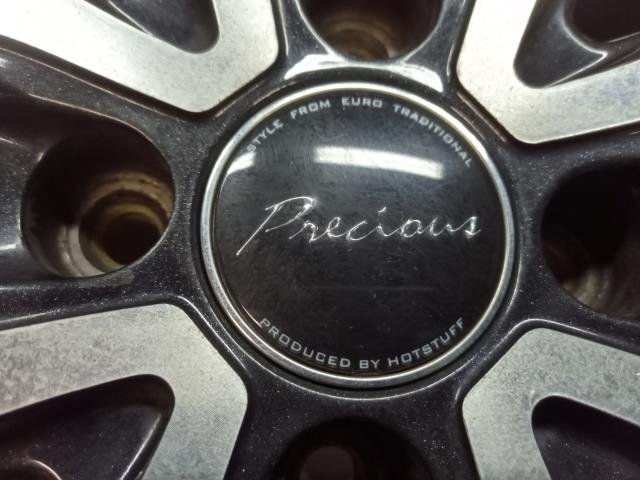 STYLE FROM EURO TRADITIONAL
Precious
PRODUCED BY HOTSTUFF